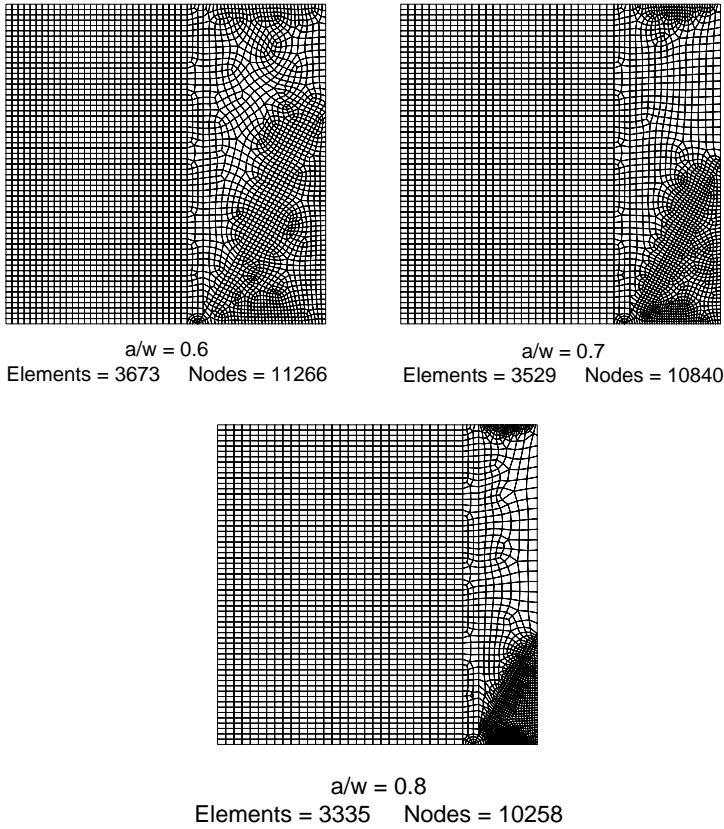 a/w = 0.6
Elements = 3673 Nodes = 11266
a/w = 0.7
Elements = 3529 Nodes = 10840
a/w = 0.8
Elements = 3335 Nodes = 10258